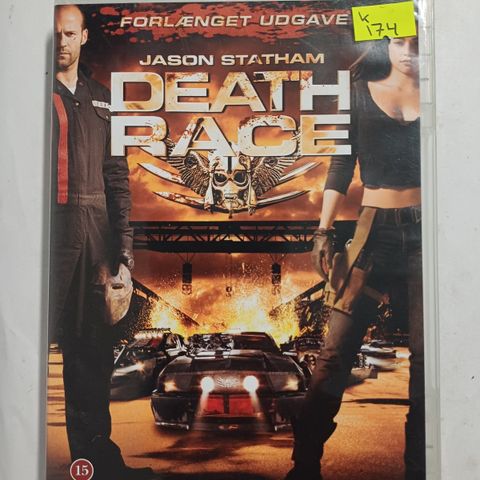 FORLÆNGET UDGAVE
K
174
JASON STATHAM
DEATH
RACE
15